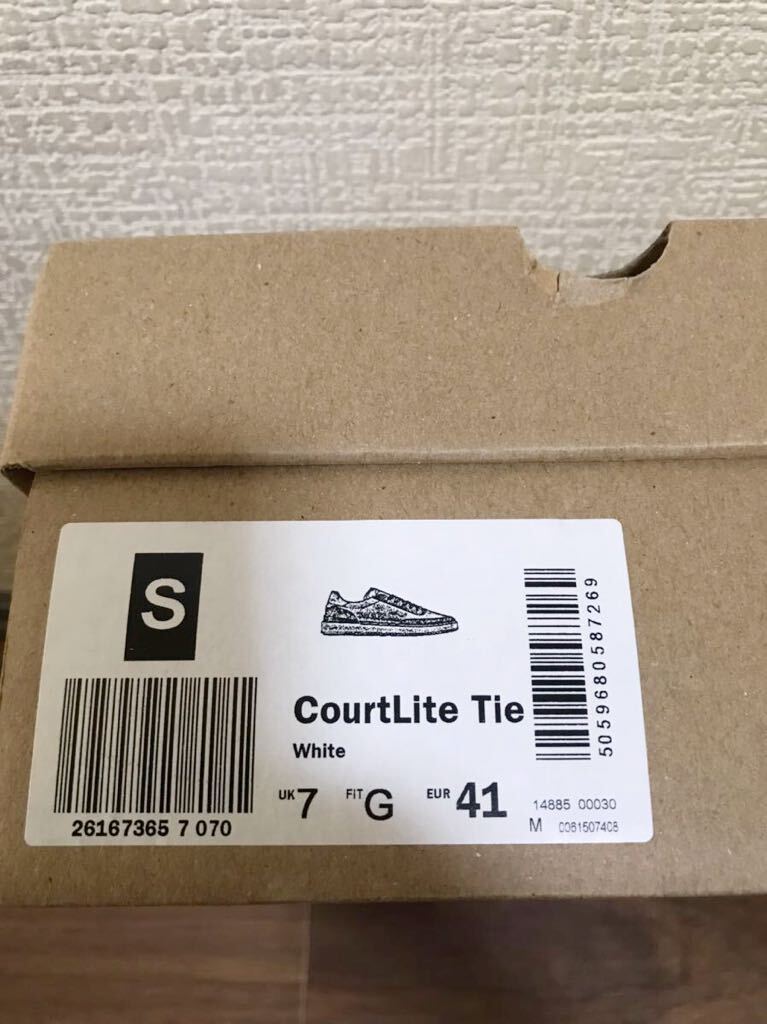 S
CourtLite Tie
White
UK 7 FIT G EUR 41
26167365 7 070
5059680587269
14885 00030
M 0061507408